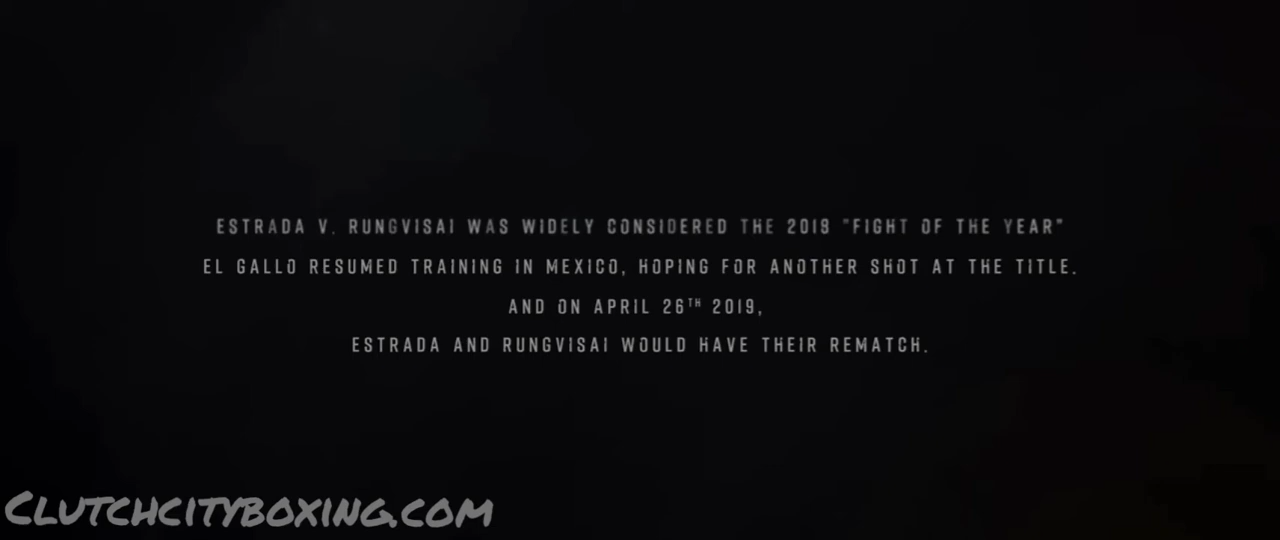 ESTRADA V. RUNGVISAI WAS WIDELY CONSIDERED THE 2019 "FIGHT OF THE YEAR"
EL GALLO RESUMED TRAINING IN MEXICO, HOPING FOR ANOTHER SHOT AT THE TITLE.
AND ON APRIL 26TH 2019,
ESTRADA AND RUNGVISAI WOULD HAVE THEIR REMATCH.
CLUTCHCITYBOXING.COM